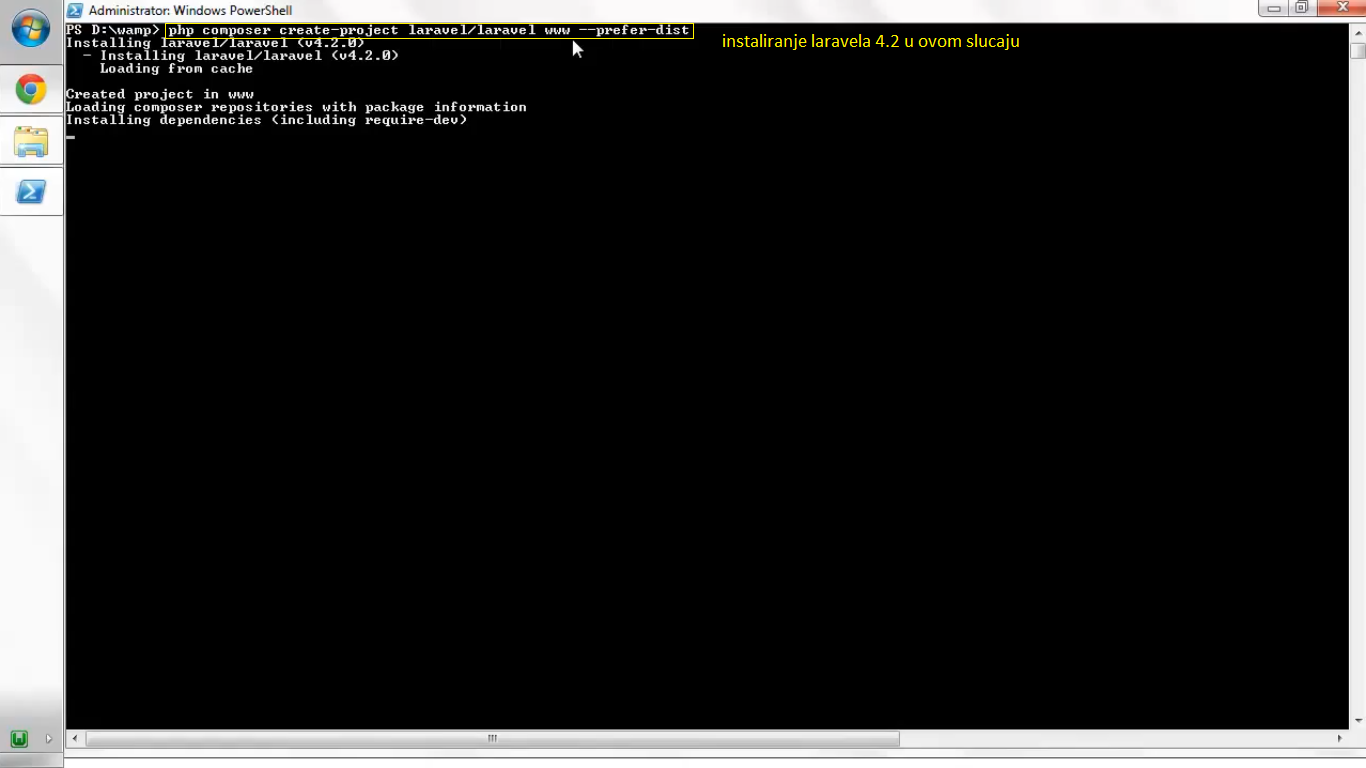 Administrator: Windows PowerShell
PS D:\wamp> php composer create-project laravel/laravel www --prefer-dist
instaliranje laravela 4.2 u ovom slucaju
Installing laravel/laravel (v4.2.0)
- Installing laravel/laravel (v4.2.0)
Loading from cache
Created project in www
Loading composer repositories with package information
Installing dependencies (including require-dev)